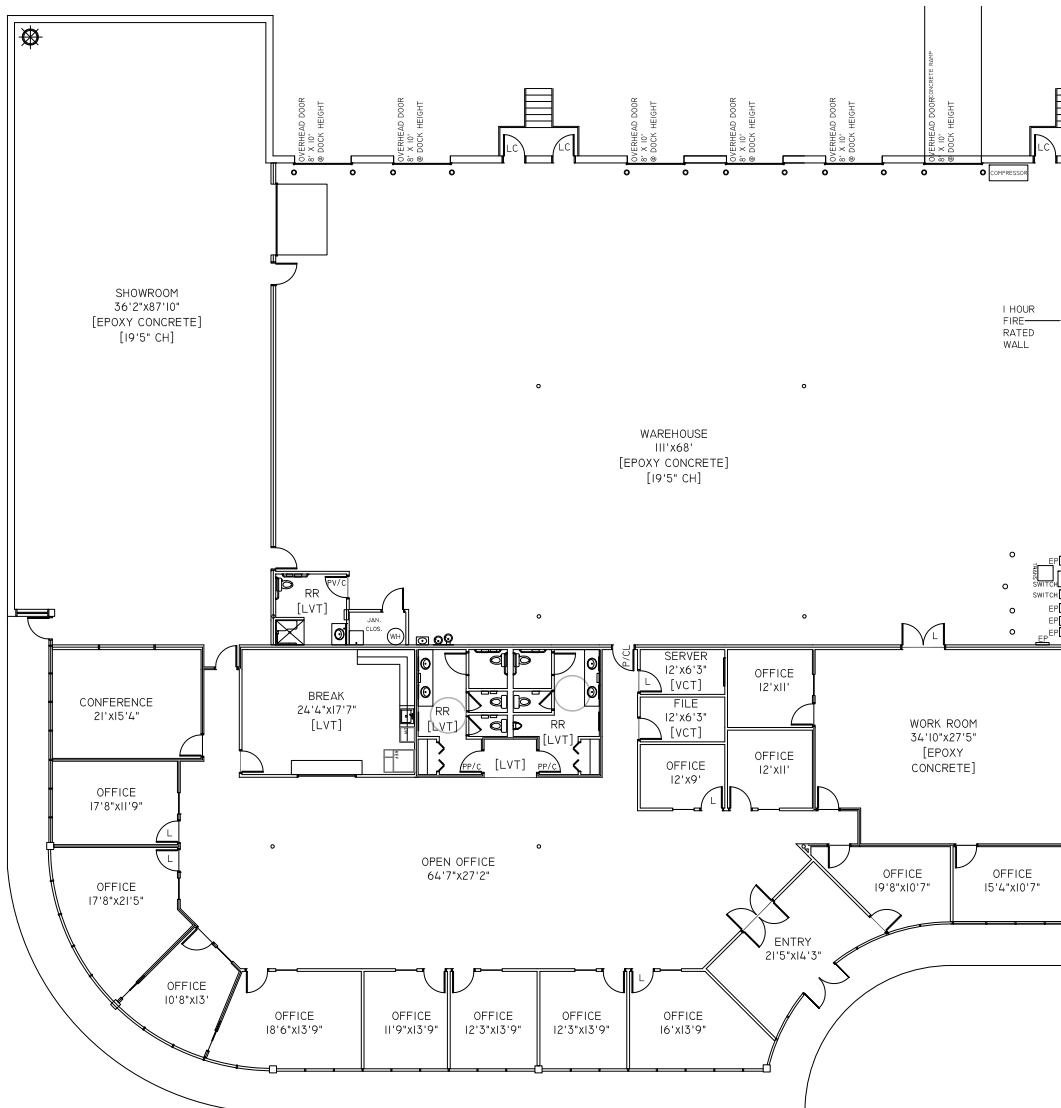 OVERHEAD DOOR
8' X 10'
@ DOCK HEIGHT
OVERHEAD DOOR
8' X 10'
@ DOCK HEIGHT
LC
LC
OVERHEAD DOOR
8' X 10'
@ DOCK HEIGHT
OVERHEAD DOOR
8' X 10'
@ DOCK HEIGHT
OVERHEAD DOOR
8' X 10'
@ DOCK HEIGHT
CONCRETE RAMP
OVERHEAD DOOR
8' X 10'
@ DOCK HEIGHT
LC
COMPRESSOR
SHOWROOM
36'2"x87'10"
[EPOXY CONCRETE]
[19'5" CH]
1 HOUR
FIRE
RATED
WALL
WAREHOUSE
111'x68'
[EPOXY CONCRETE]
[19'5" CH]
EP
SWITCH
SWITCH
EP
EP
EP
EP
PV/C
RR
[LVT]
JAN.
CLOS.
WH
P/CL
L
CONFERENCE
21'x15'4"
BREAK
24'4"x17'7"
[LVT]
RR
[LVT]
RR
[LVT]
PP/C
[LVT]
PP/C
SERVER
12'x6'3"
[VCT]
L
FILE
12'x6'3"
[VCT]
OFFICE
12'x11'
OFFICE
12'x9'
L
OFFICE
12'x11'
WORK ROOM
34'10"x27'5"
[EPOXY
CONCRETE]
OFFICE
17'8"x11'9"
L
L
OFFICE
17'8"x21'5"
OPEN OFFICE
64'7"x27'2"
OFFICE
19'8"x10'7"
OFFICE
15'4"x10'7"
ENTRY
21'5"x14'3"
OFFICE
10'8"x13'
L
OFFICE
18'6"x13'9"
OFFICE
11'9"x13'9"
OFFICE
12'3"x13'9"
OFFICE
12'3"x13'9"
OFFICE
16'x13'9"